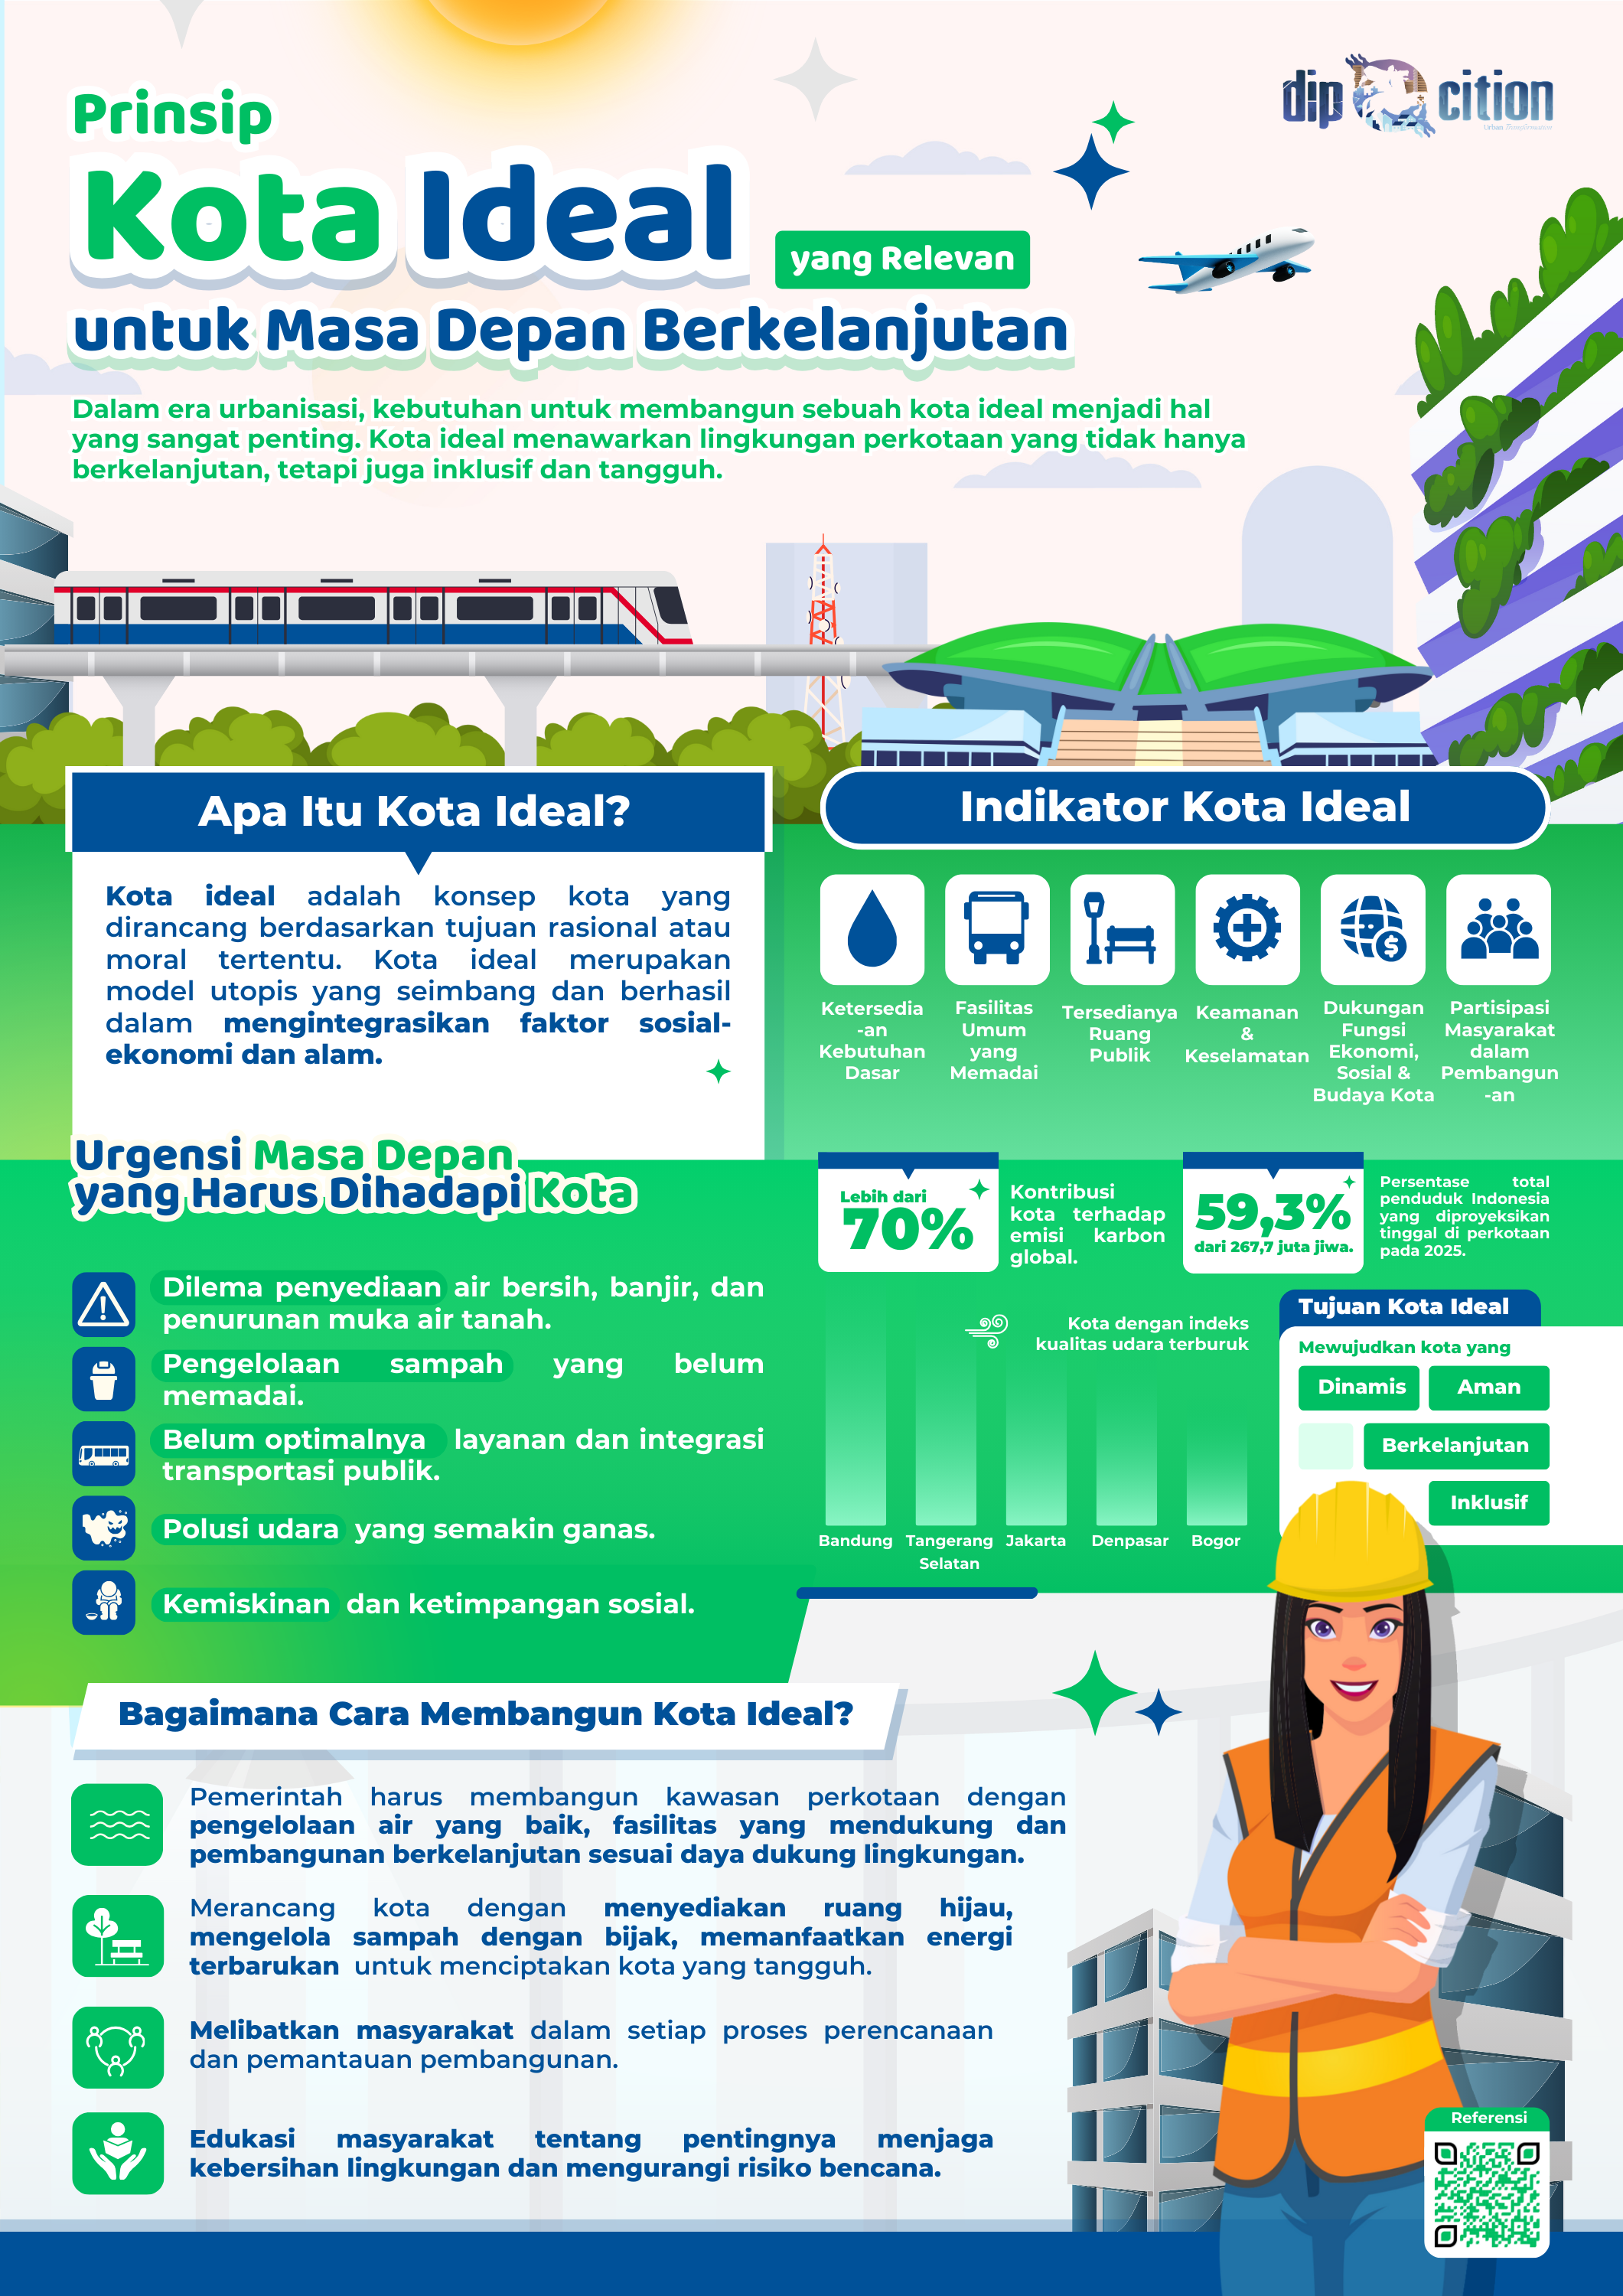 Prinsip
Kota Ideal
yang Relevan
untuk Masa Depan Berkelanjutan
dip cition
Dalam era urbanisasi, kebutuhan untuk membangun sebuah kota ideal menjadi hal
yang sangat penting. Kota ideal menawarkan lingkungan perkotaan yang tidak hanya
berkelanjutan, tetapi juga inklusif dan tangguh.
Apa Itu Kota Ideal?
Kota ideal adalah konsep kota yang
dirancang berdasarkan tujuan rasional atau
moral tertentu. Kota ideal merupakan
model utopis yang seimbang dan berhasil
dalam mengintegrasikan faktor sosial-
ekonomi dan alam.
Indikator Kota Ideal
Ketersedia
-an
Kebutuhan
Dasar
Fasilitas
Umum
yang
Memadai
Tersedianya
Ruang
Publik
Keamanan
&
Keselamatan
Dukungan
Fungsi
Ekonomi,
Sosial &
Budaya Kota
Partisipasi
Masyarakat
dalam
Pembangun
-an
Urgensi Masa Depan
yang Harus Dihadapi Kota
Dilema penyediaan air bersih, banjir, dan
penurunan muka air tanah.
Pengelolaan sampah yang belum
memadai.
Belum optimalnya layanan dan integrasi
transportasi publik.
Polusi udara yang semakin ganas.
Kemiskinan dan ketimpangan sosial.
Lebih dari
70%
Kontribusi
kota terhadap
emisi karbon
global.
59,3%
dari 267,7 juta jiwa.
Persentase total
penduduk Indonesia
yang diproyeksikan
tinggal di perkotaan
pada 2025.
Kota dengan indeks
kualitas udara terburuk
Bandung
Tangerang
Selatan
Jakarta
Denpasar
Bogor
Tujuan Kota Ideal
Mewujudkan kota yang
Dinamis
Aman
Berkelanjutan
Inklusif
Bagaimana Cara Membangun Kota Ideal?
Pemerintah harus membangun kawasan perkotaan dengan
pengelolaan air yang baik, fasilitas yang mendukung dan
pembangunan berkelanjutan sesuai daya dukung lingkungan.
Merancang kota dengan menyediakan ruang hijau,
mengelola sampah dengan bijak, memanfaatkan energi
terbarukan untuk menciptakan kota yang tangguh.
Melibatkan masyarakat dalam setiap proses perencanaan
dan pemantauan pembangunan.
Edukasi masyarakat tentang pentingnya menjaga
kebersihan lingkungan dan mengurangi risiko bencana.
Referensi